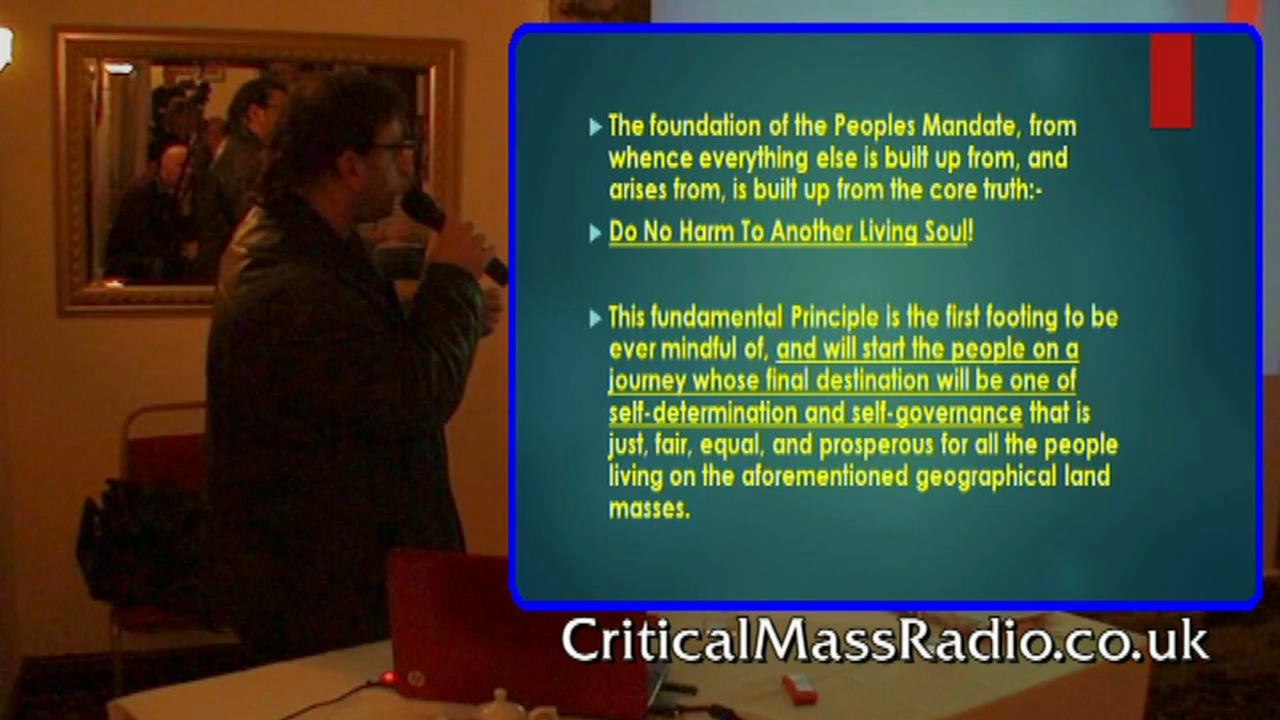 The foundation of the Peoples Mandate, from
whence everything else is built up from, and
arises from, is built up from the core truth:-
Do No Harm To Another Living Soul!
This fundamental Principle is the first footing to be
ever mindful of, and will start the people on a
journey whose final destination will be one of
self-determination and self-governance that is
just, fair, equal, and prosperous for all the people
living on the aforementioned geographical land
masses.
CriticalMassRadio.co.uk
hp